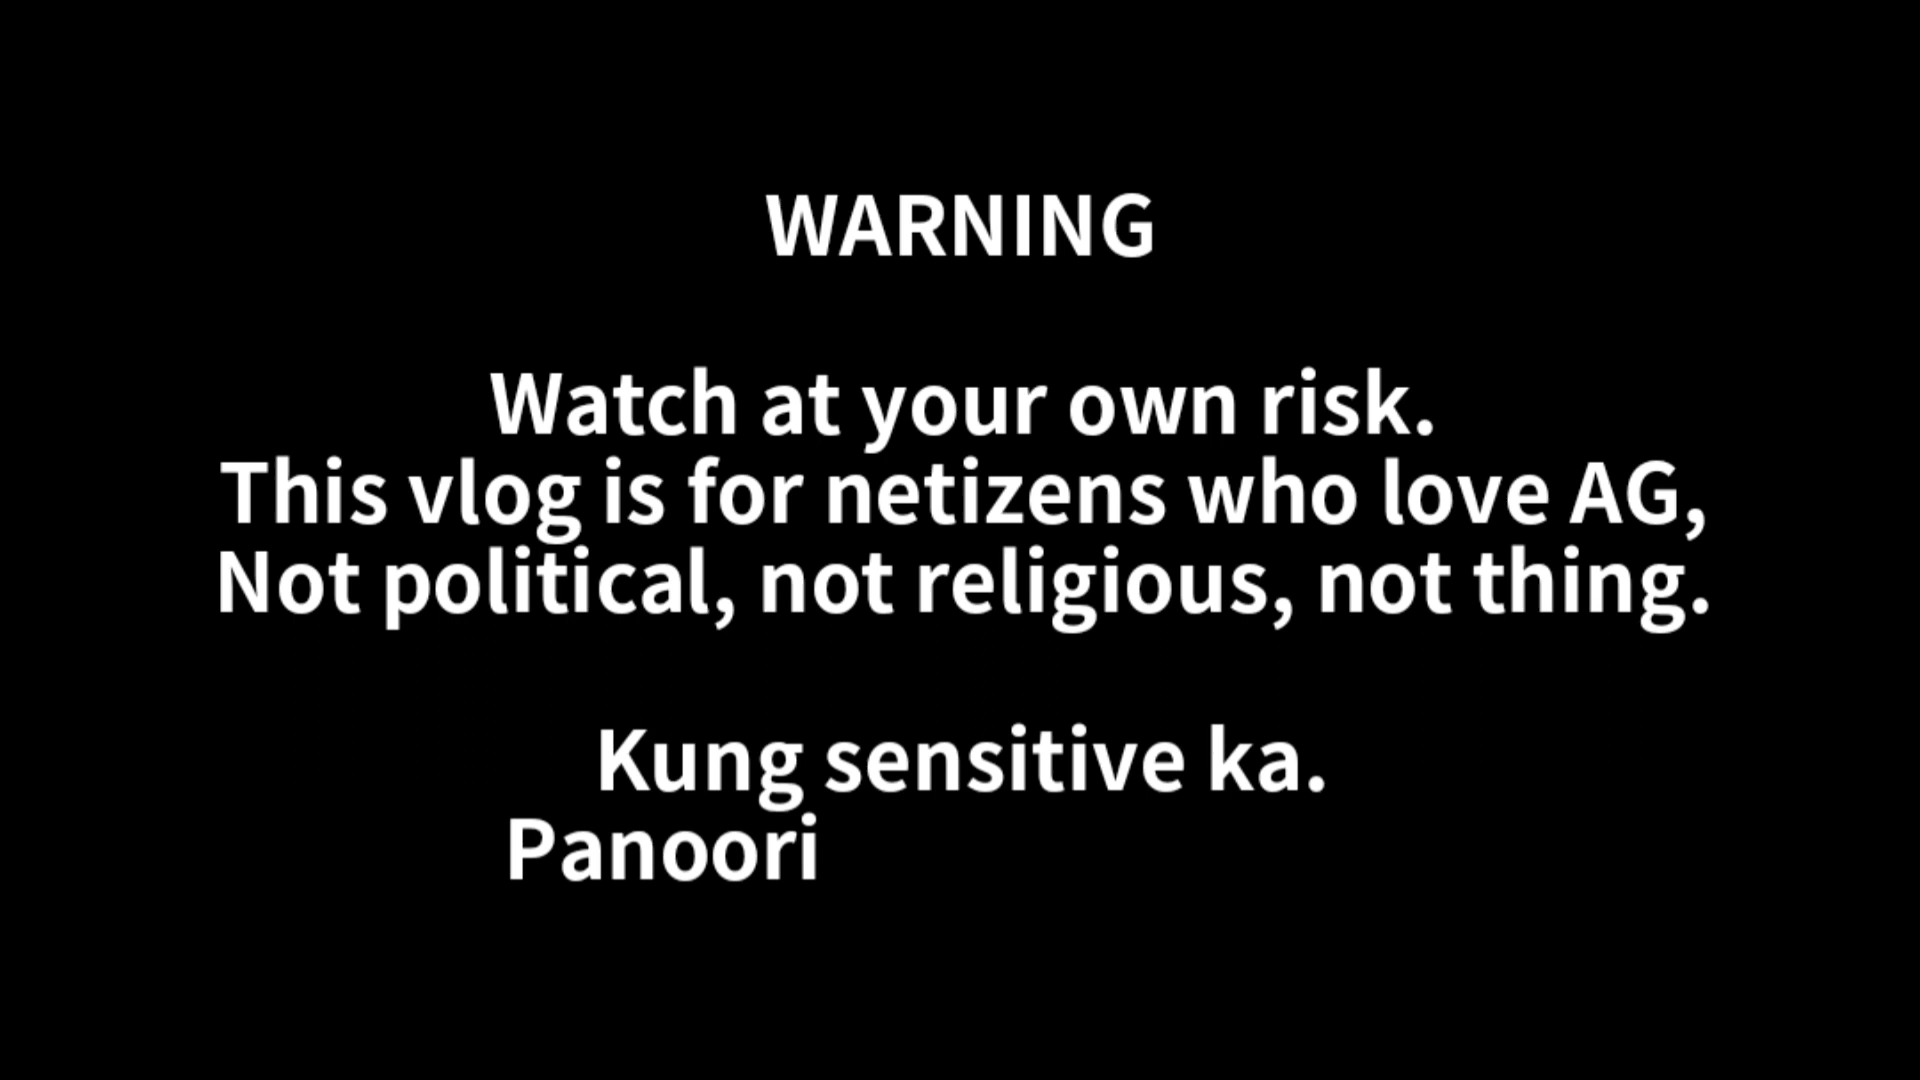 WARNING
Watch at your own risk.
This vlog is for netizens who love AG,
Not political, not religious, not thing.
Kung sensitive ka.
Panoori